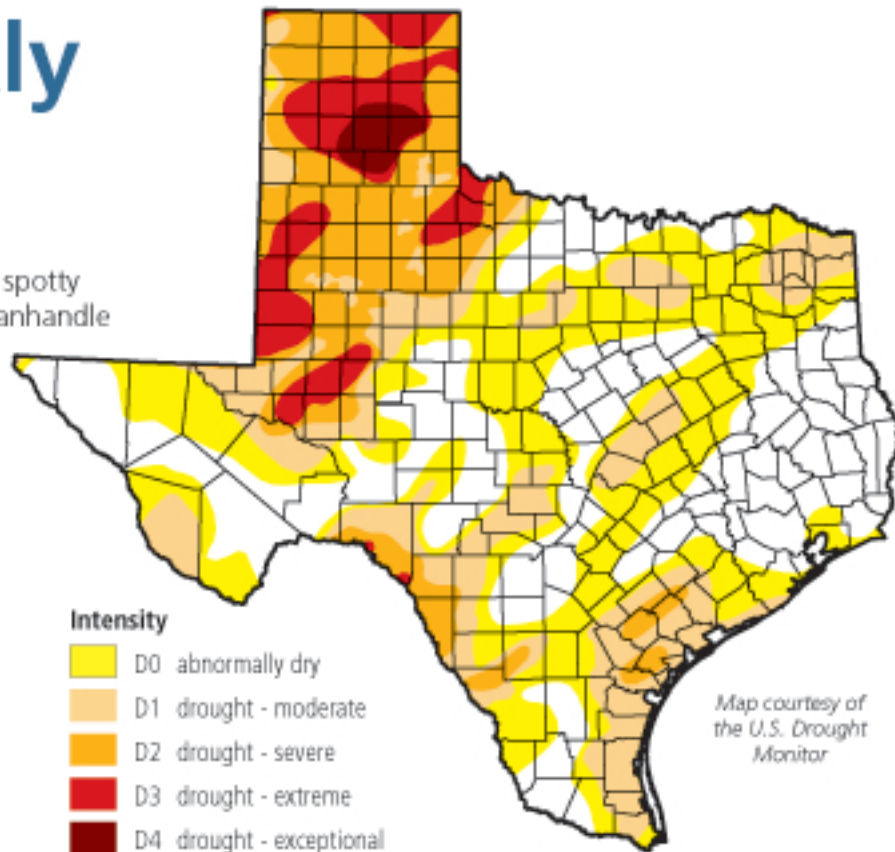 ly
spotty
anhandle
Intensity
D0 abnormally dry
D1 drought - moderate
D2 drought - severe
D3 drought - extreme
D4 drought - exceptional
Map courtesy of
the U.S. Drought
Monitor